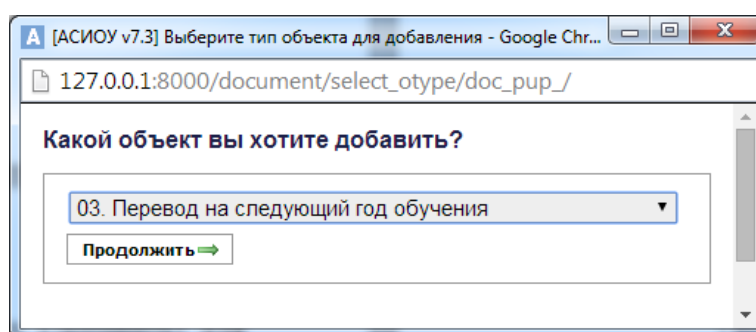 [АСИОУ v7.3] Выберите тип объекта для добавления - Google Chr...
127.0.0.1:8000/document/select_otype/doc_pup_/
Какой объект вы хотите добавить?
03. Перевод на следующий год обучения
Продолжить